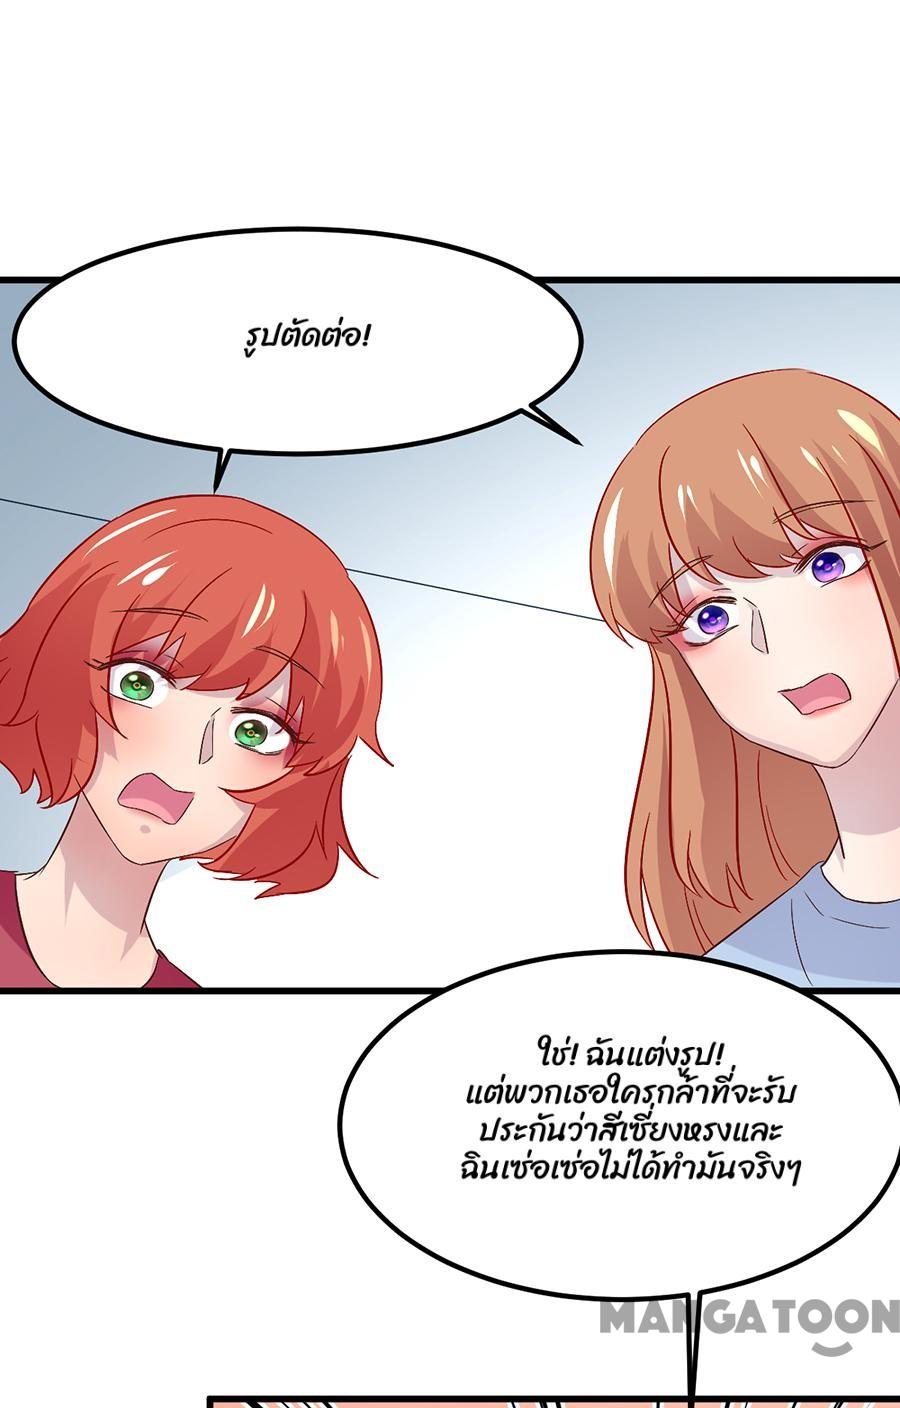 รูปตัดต่อ!
ใช่! ฉันแต่งรูป!
แต่พวกเธอใครกล้าที่จะรับ
ประกันว่าสีเซี่ยงหรงและ
ฉินเซ่อเซ่อไม่ได้ทำมันจริงๆ
MANGATOON